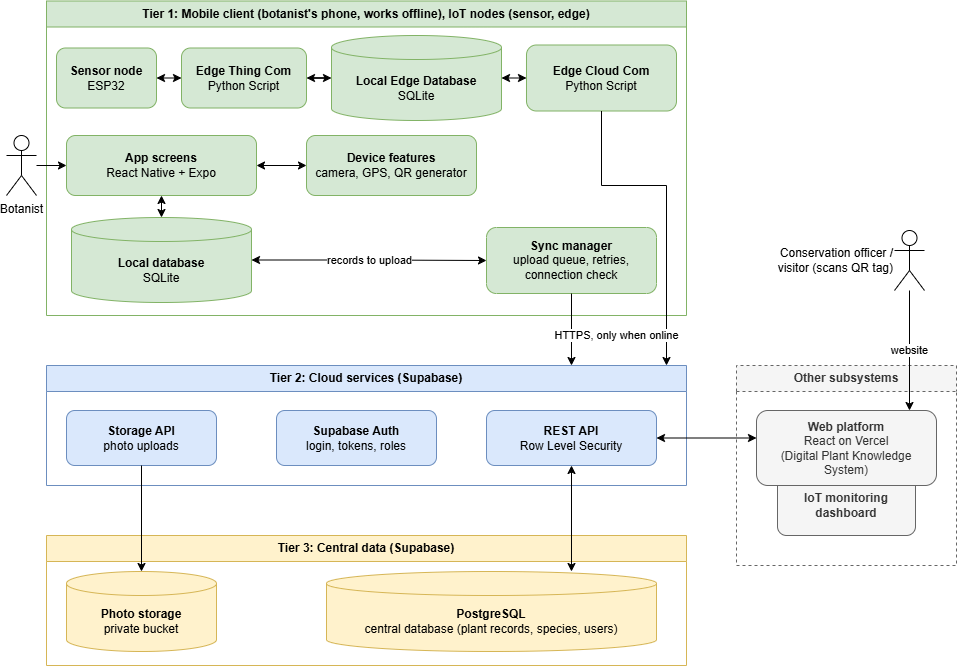 Tier 1: Mobile client (botanist's phone, works offline), IoT nodes (sensor, edge)
Sensor node
ESP32
Edge Thing Com
Python Script
Local Edge Database
SQLite
Edge Cloud Com
Python Script
App screens
React Native + Expo
Device features
camera, GPS, QR generator
Botanist
Local database
SQLite
records to upload
Sync manager
upload queue, retries,
connection check
Conservation officer /
visitor (scans QR tag)
HTTPS, only when online
website
Tier 2: Cloud services (Supabase)
Other subsystems
Storage API
photo uploads
Supabase Auth
login, tokens, roles
REST API
Row Level Security
Web platform
React on Vercel
(Digital Plant Knowledge
System)
IoT monitoring
dashboard
Tier 3: Central data (Supabase)
Photo storage
private bucket
PostgreSQL
central database (plant records, species, users)